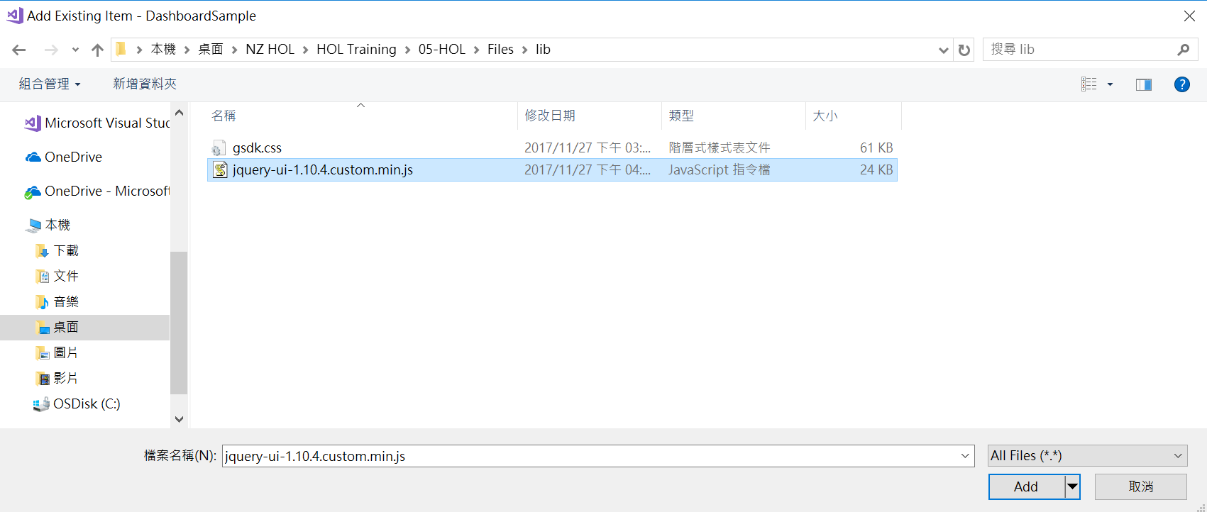 Add Existing Item - DashboardSample
本機 > 桌面 > NZ HOL > HOL Training > 05-HOL > Files > lib
搜尋 lib
組合管理
新增資料夾
名稱 修改日期 類型 大小
gsdk.css 2017/11/27 下午 03:... 階層式樣式表文件 61 KB
jquery-ui-1.10.4.custom.min.js 2017/11/27 下午 04:... JavaScript 指令檔 24 KB
Microsoft Visual Stud
OneDrive
OneDrive - Microsoft
本機
下載
文件
音樂
桌面
圖片
影片
OSDisk (C:)
檔案名稱(N): jquery-ui-1.10.4.custom.min.js
All Files (*.*)
Add
取消